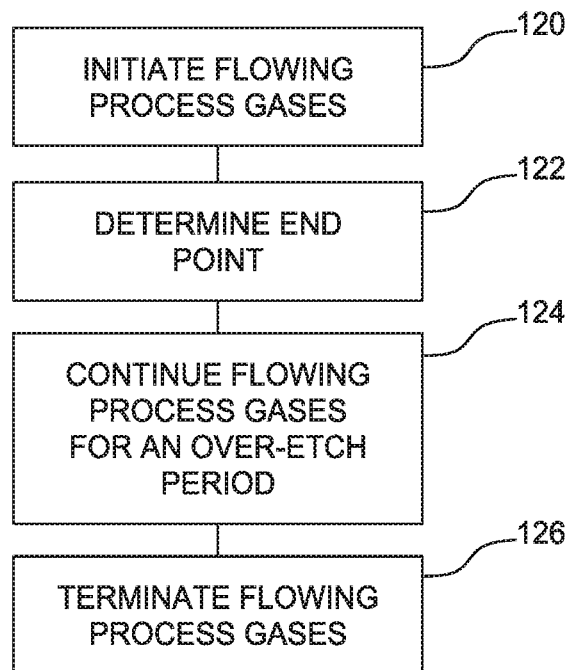 120
INITIATE FLOWING
PROCESS GASES
122
DETERMINE END
POINT
124
CONTINUE FLOWING
PROCESS GASES
FOR AN OVER-ETCH
PERIOD
126
TERMINATE FLOWING
PROCESS GASES